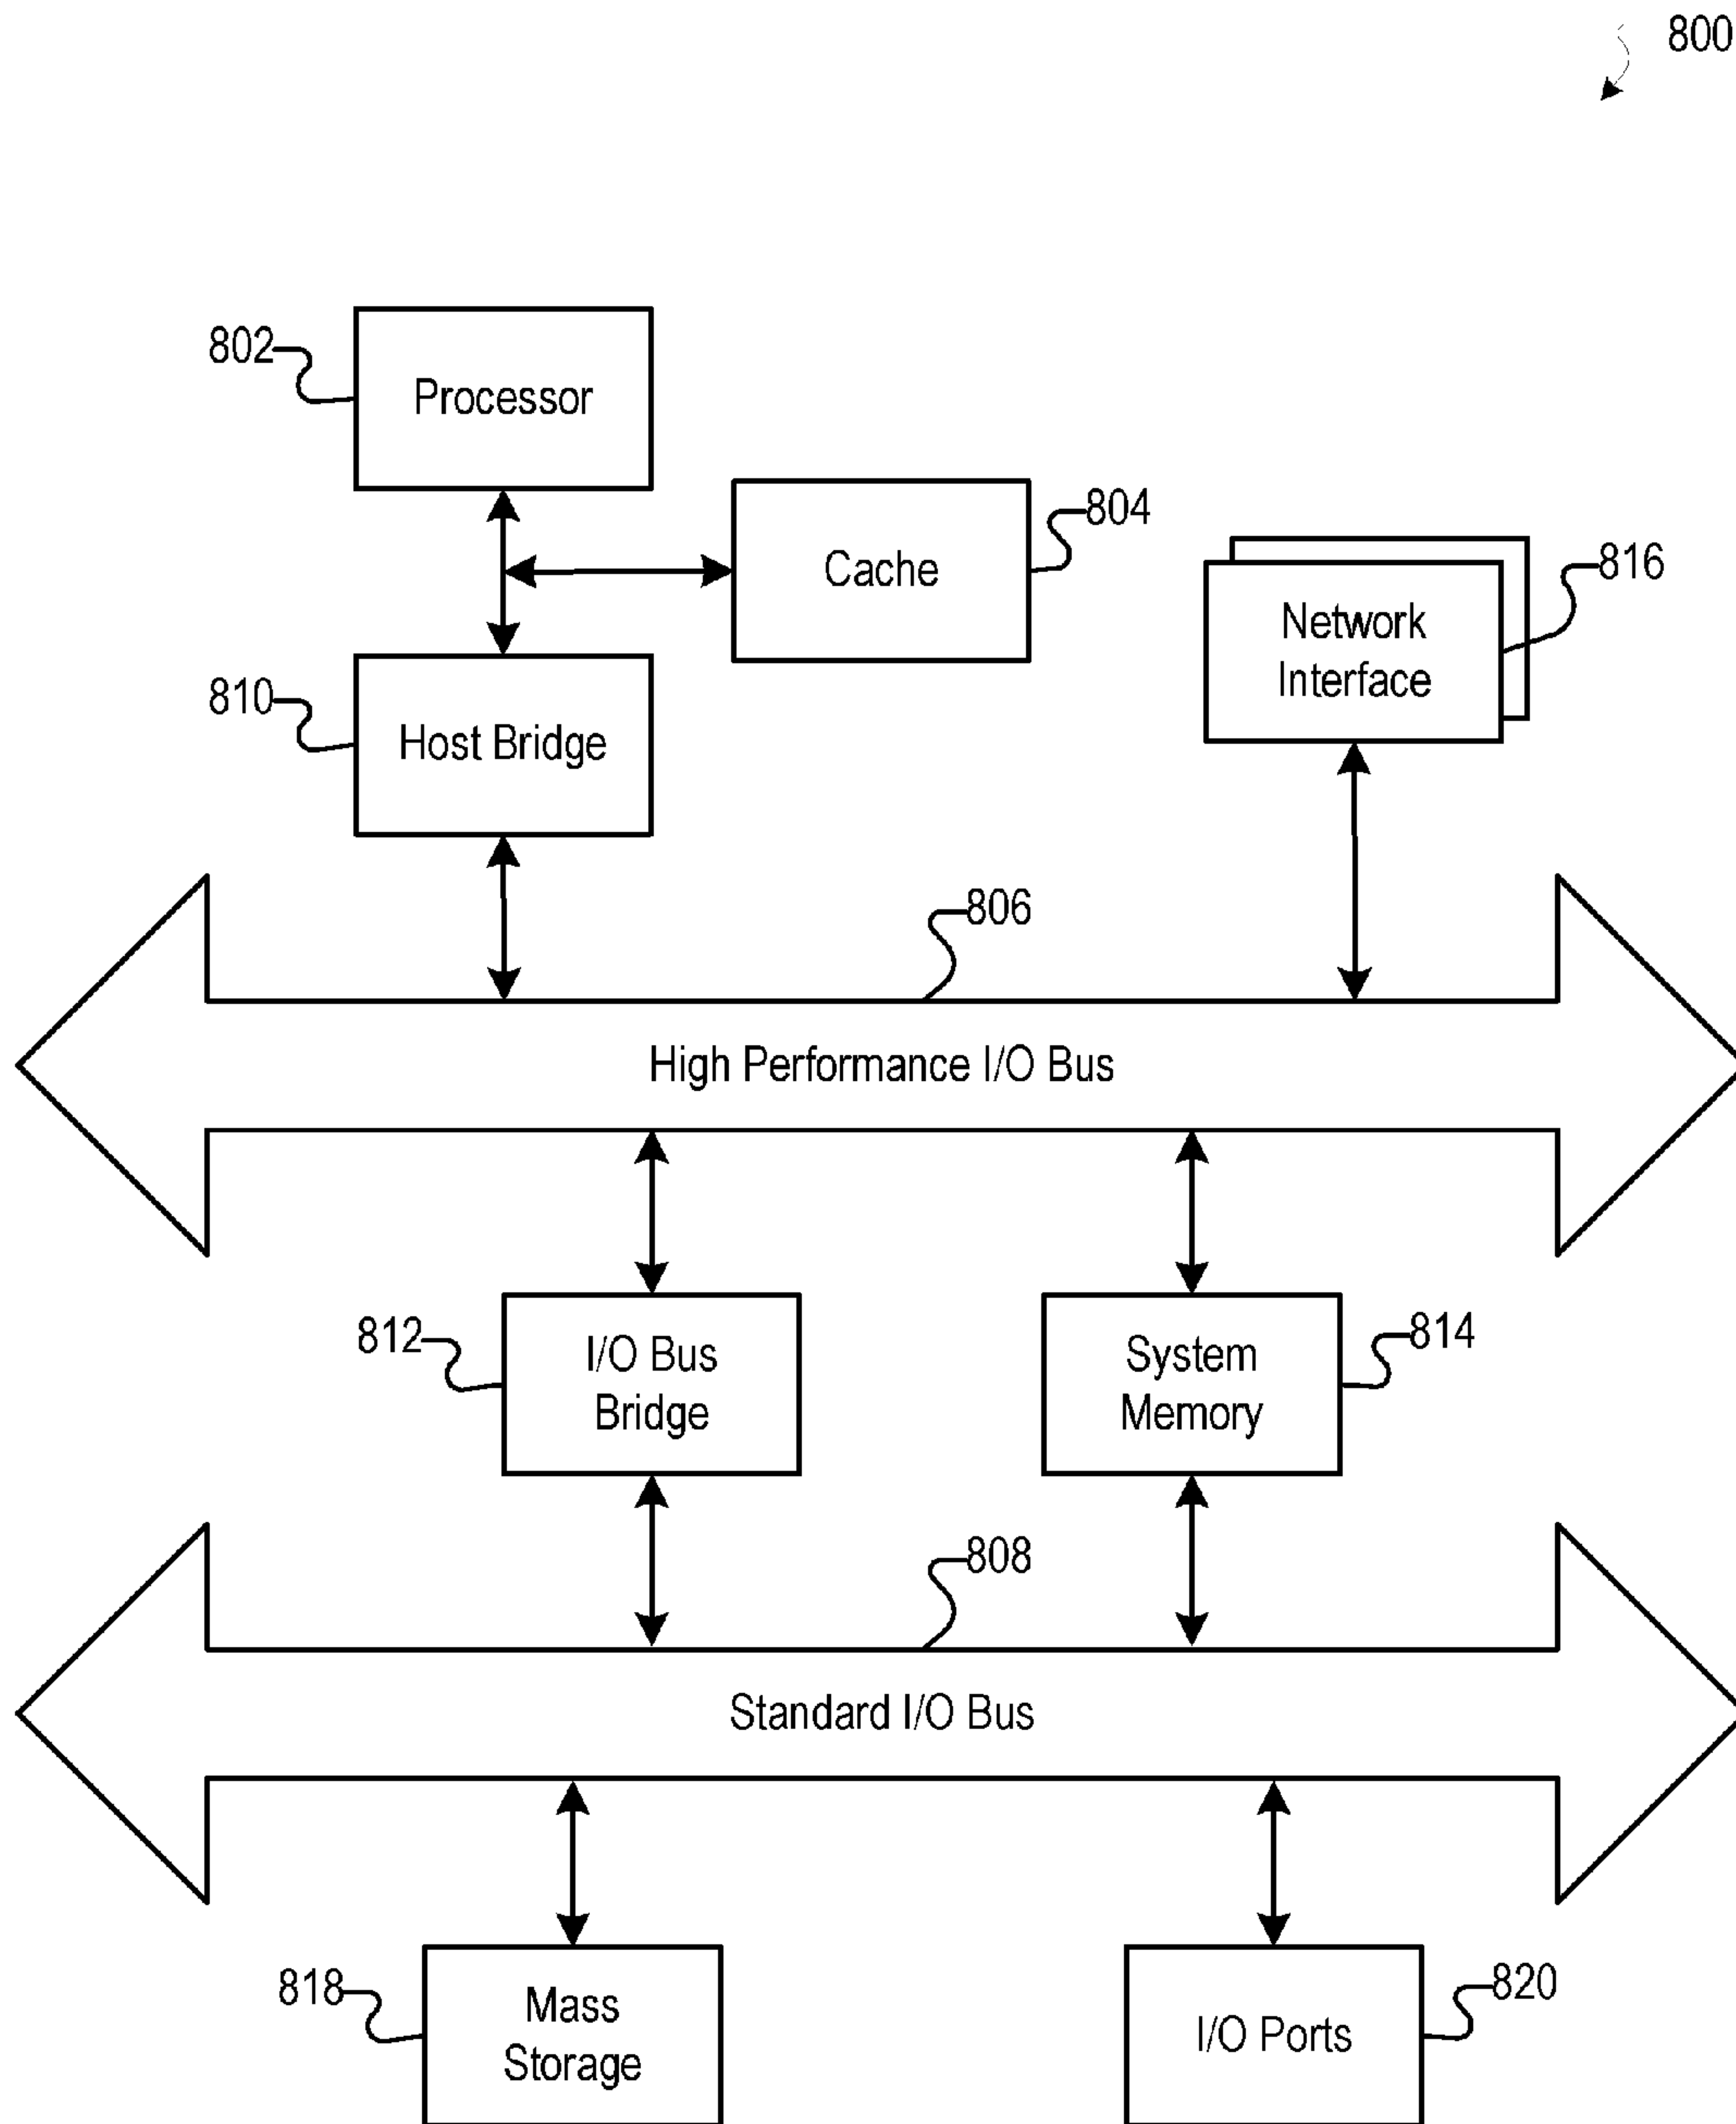 800
802
Processor
804
Cache
816
Network
Interface
810
Host Bridge
806
High Performance I/O Bus
812
I/O Bus
Bridge
System
Memory
814
808
Standard I/O Bus
818
Mass
Storage
I/O Ports
820